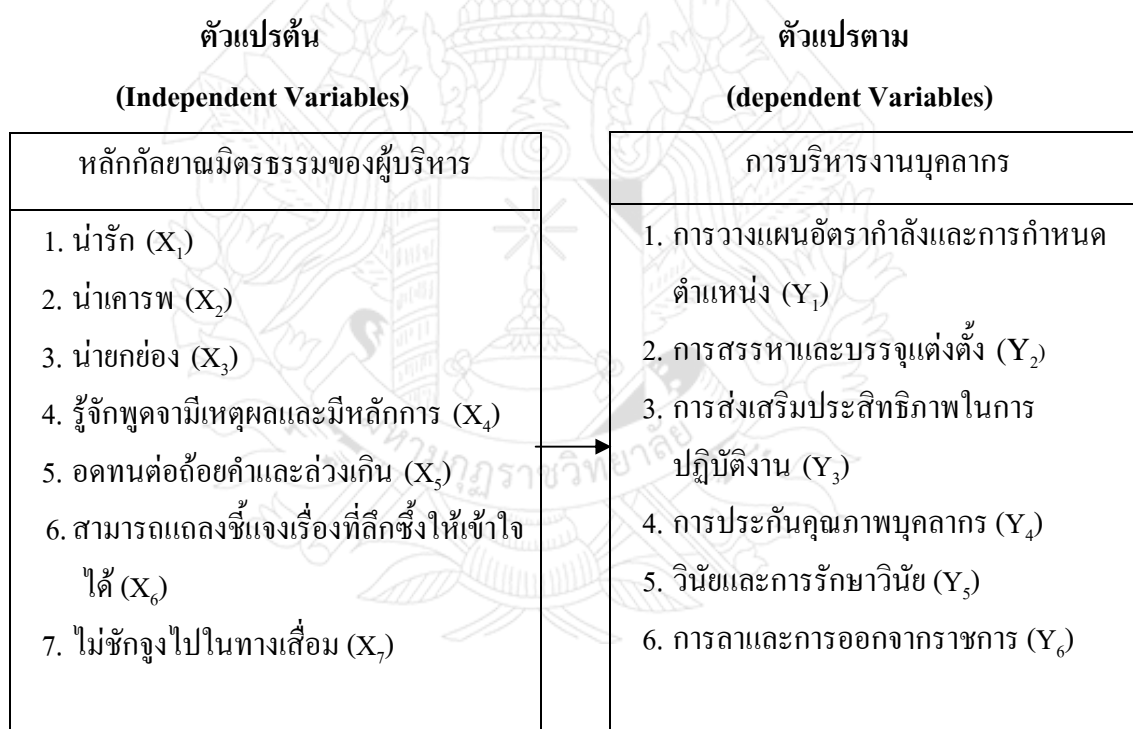 ตัวแปรต้น
(Independent Variables)
หลักกัลยาณมิตรธรรมของผู้บริหาร
1. น่ารัก (X₁)
2. น่าเคารพ (X₂)
3. น่ายกย่อง (X₃)
4. รู้จักพูดจามีเหตุผลและมีหลักการ (X₄)
5. อดทนต่อถ้อยคำและล่วงเกิน (X₅)
6. สามารถแถลงชี้แจงเรื่องที่ลึกซึ้งให้เข้าใจ
ได้ (X₆)
7. ไม่ชักจูงไปในทางเสื่อม (X₇)
ตัวแปรตาม
(dependent Variables)
การบริหารงานบุคลากร
1. การวางแผนอัตรากำลังและการกำหนด
ตำแหน่ง (Y₁)
2. การสรรหาและบรรจุแต่งตั้ง (Y₂)
3. การส่งเสริมประสิทธิภาพในการ
ปฏิบัติงาน (Y₃)
4. การประกันคุณภาพบุคลากร (Y₄)
5. วินัยและการรักษาวินัย (Y₅)
6. การลาและการออกจากราชการ (Y₆)